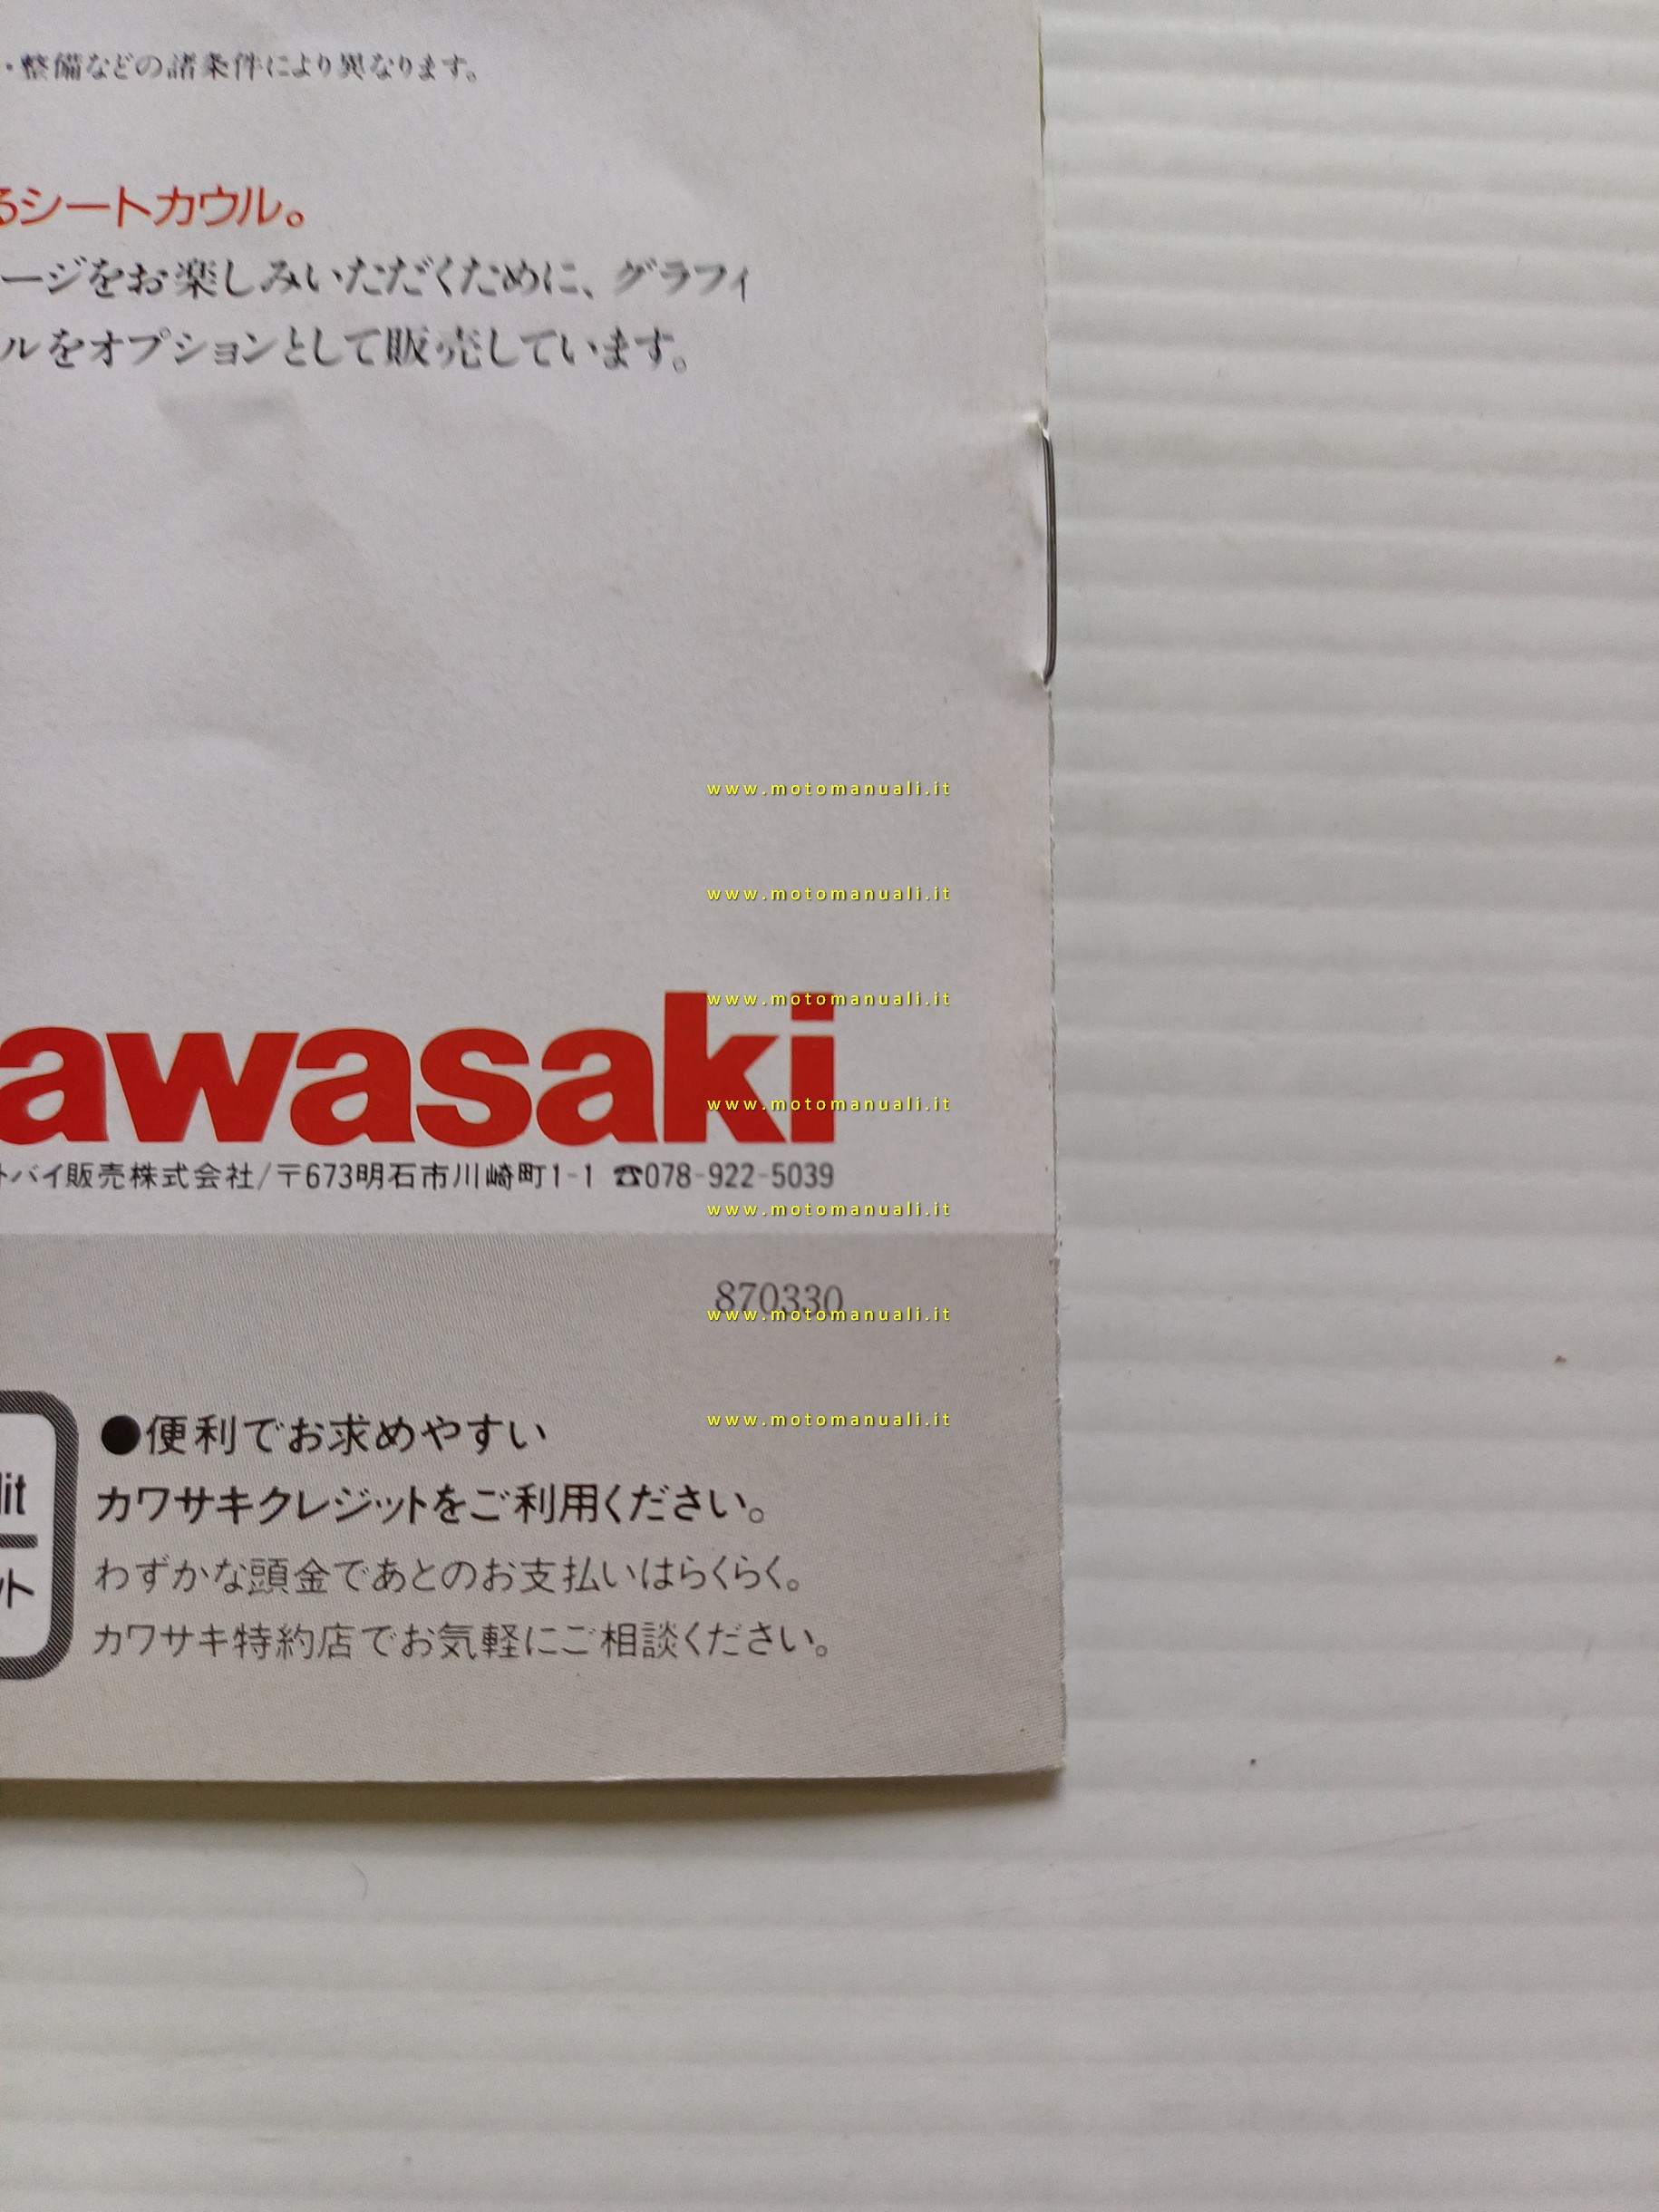 ・整備などの諸条件により異なります。
るシートカウル。
ージをお楽しみいただくために、グラフィ
ルをオプションとして販売しています。
www.motomanuali.it
www.motomanuali.it
www.motomanuali.it
awasaki
www.motomanuali.it
トバイ販売株式会社/〒673明石市川崎町1-1 ☎078-922-5039
www.motomanuali.it
870330
www.motomanuali.it
www.motomanuali.it
●便利でお求めやすい
カワサキクレジットをご利用ください。
わずかな頭金であとのお支払いはらくらく。
カワサキ特約店でお気軽にご相談ください。
dit
ット